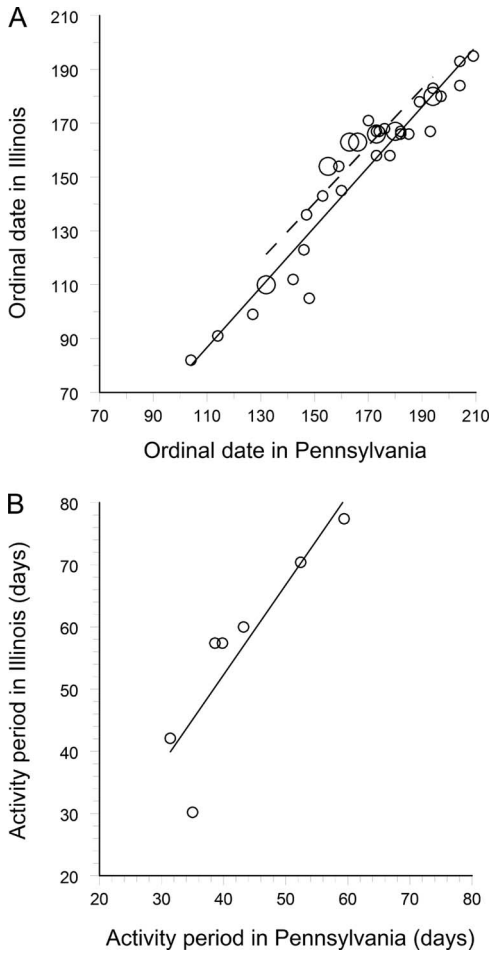 A
210
190
170
150
130
110
90
70
Ordinal date in Illinois
70 90 110 130 150 170 190 210
Ordinal date in Pennsylvania
B
80
70
60
50
40
30
20
Activity period in Illinois (days)
20 30 40 50 60 70 80
Activity period in Pennsylvania (days)